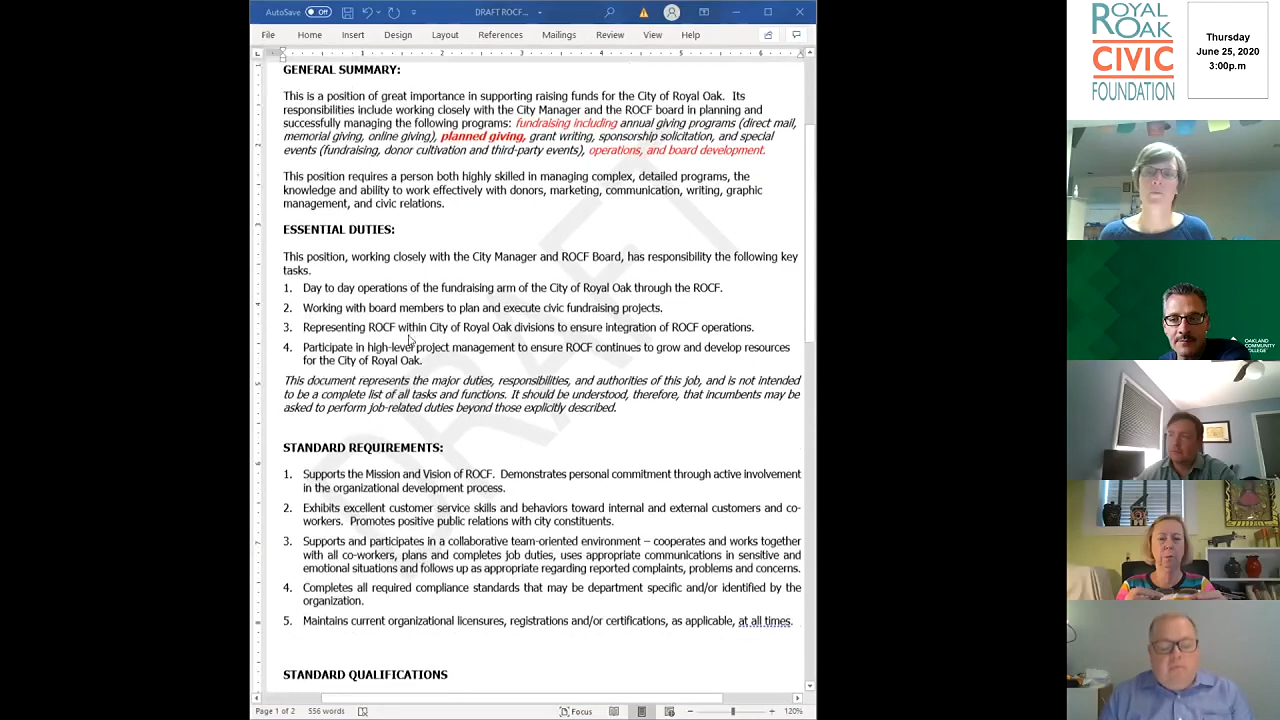 AutoSave Off DRAFT ROCF...
File Home Insert Design Layout References Mailings Review View Help
GENERAL SUMMARY:
This is a position of great importance in supporting raising funds for the City of Royal Oak. Its
responsibilities include working closely with the City Manager and the ROCF board in planning and
successfully managing the following programs: fundraising including annual giving programs (direct mail,
memorial giving, online giving), planned giving, grant writing, sponsorship solicitation, and special
events (fundraising, donor cultivation and third-party events), operations, and board development.
This position requires a person both highly skilled in managing complex, detailed programs, the
knowledge and ability to work effectively with donors, marketing, communication, writing, graphic
management, and civic relations.
ESSENTIAL DUTIES:
This position, working closely with the City Manager and ROCF Board, has responsibility the following key
tasks.
1. Day to day operations of the fundraising arm of the City of Royal Oak through the ROCF.
2. Working with board members to plan and execute civic fundraising projects.
3. Representing ROCF within City of Royal Oak divisions to ensure integration of ROCF operations.
4. Participate in high-level project management to ensure ROCF continues to grow and develop resources
for the City of Royal Oak.
This document represents the major duties, responsibilities, and authorities of this job, and is not intended
to be a complete list of all tasks and functions. It should be understood, therefore, that incumbents may be
asked to perform job-related duties beyond those explicitly described.
STANDARD REQUIREMENTS:
1. Supports the Mission and Vision of ROCF. Demonstrates personal commitment through active involvement
in the organizational development process.
2. Exhibits excellent customer service skills and behaviors toward internal and external customers and co-
workers. Promotes positive public relations with city constituents.
3. Supports and participates in a collaborative team-oriented environment – cooperates and works together
with all co-workers, plans and completes job duties, uses appropriate communications in sensitive and
emotional situations and follows up as appropriate regarding reported complaints, problems and concerns.
4. Completes all required compliance standards that may be department specific and/or identified by the
organization.
5. Maintains current organizational licensures, registrations and/or certifications, as applicable, at all times.
STANDARD QUALIFICATIONS
DRAFT
Page 1 of 2 556 words Focus 120%
ROYAL
OAK
CIVIC
FOUNDATION
Thursday
June 25, 2020
3:00p.m
OAKLAND
COMMUNITY
COLLEGE